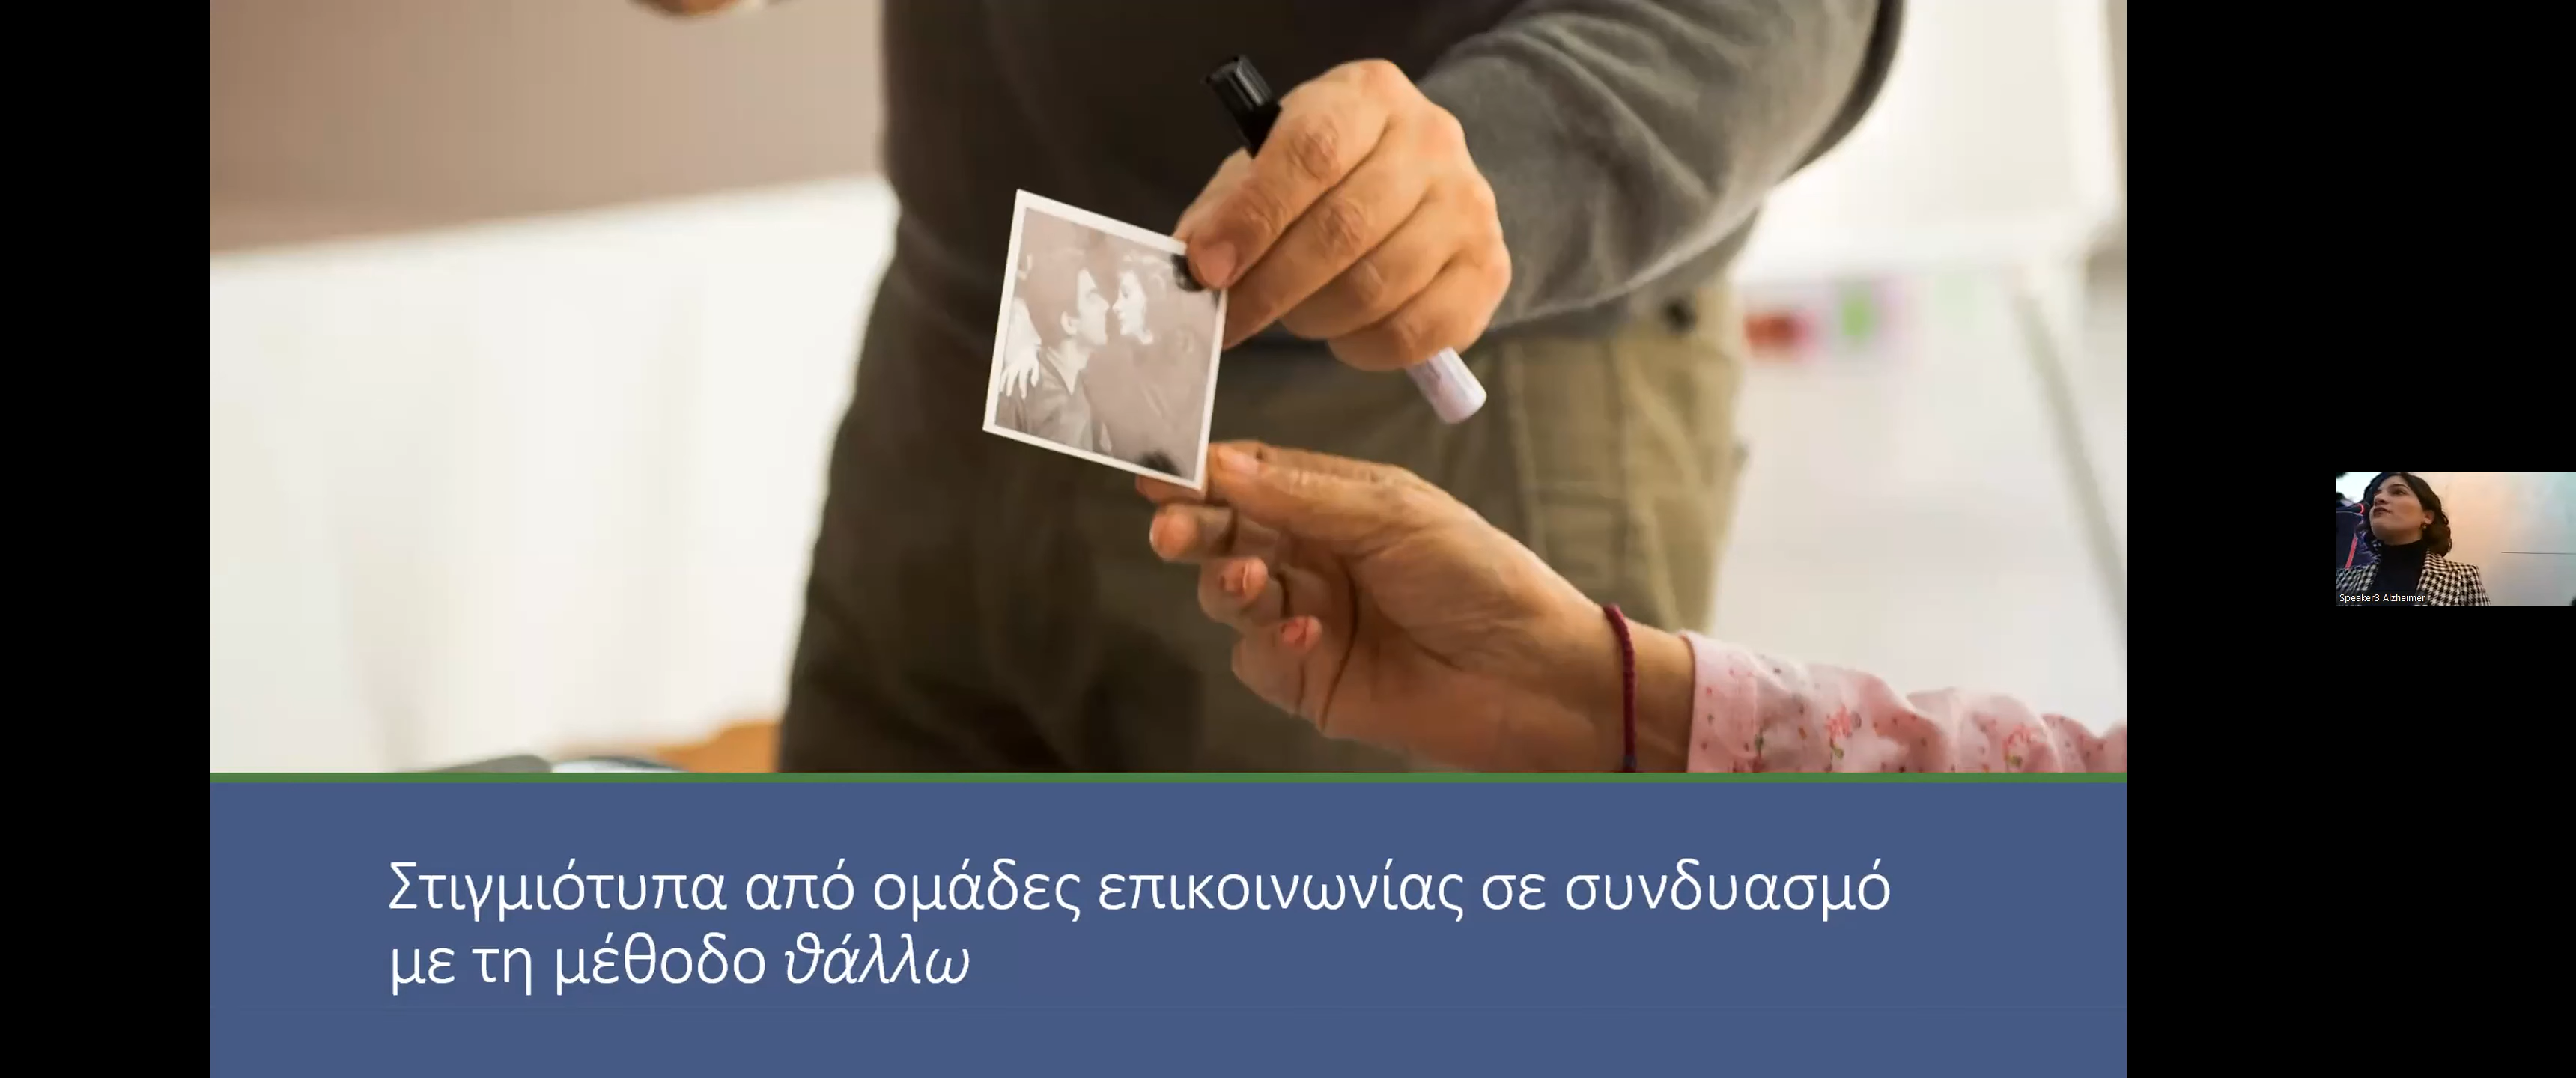 Στιγμιότυπα από ομάδες επικοινωνίας σε συνδυασμό
με τη μέθοδο θάλλω
Speaker3 Alzheimer